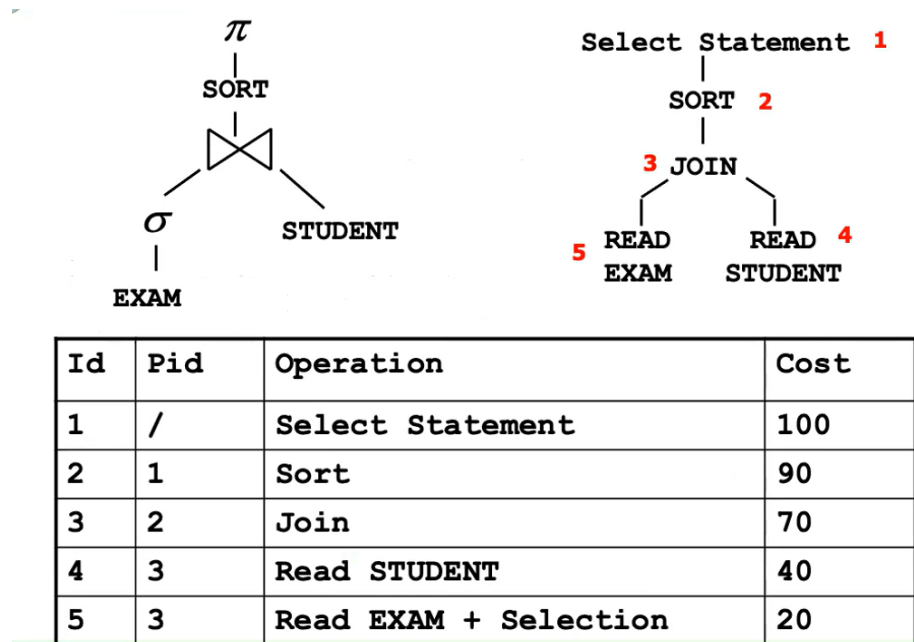 π
SORT
σ
STUDENT
EXAM
Select Statement 1
SORT 2
3 JOIN
5 READ EXAM
READ STUDENT 4
Id Pid Operation Cost
1 / Select Statement 100
2 1 Sort 90
3 2 Join 70
4 3 Read STUDENT 40
5 3 Read EXAM + Selection 20